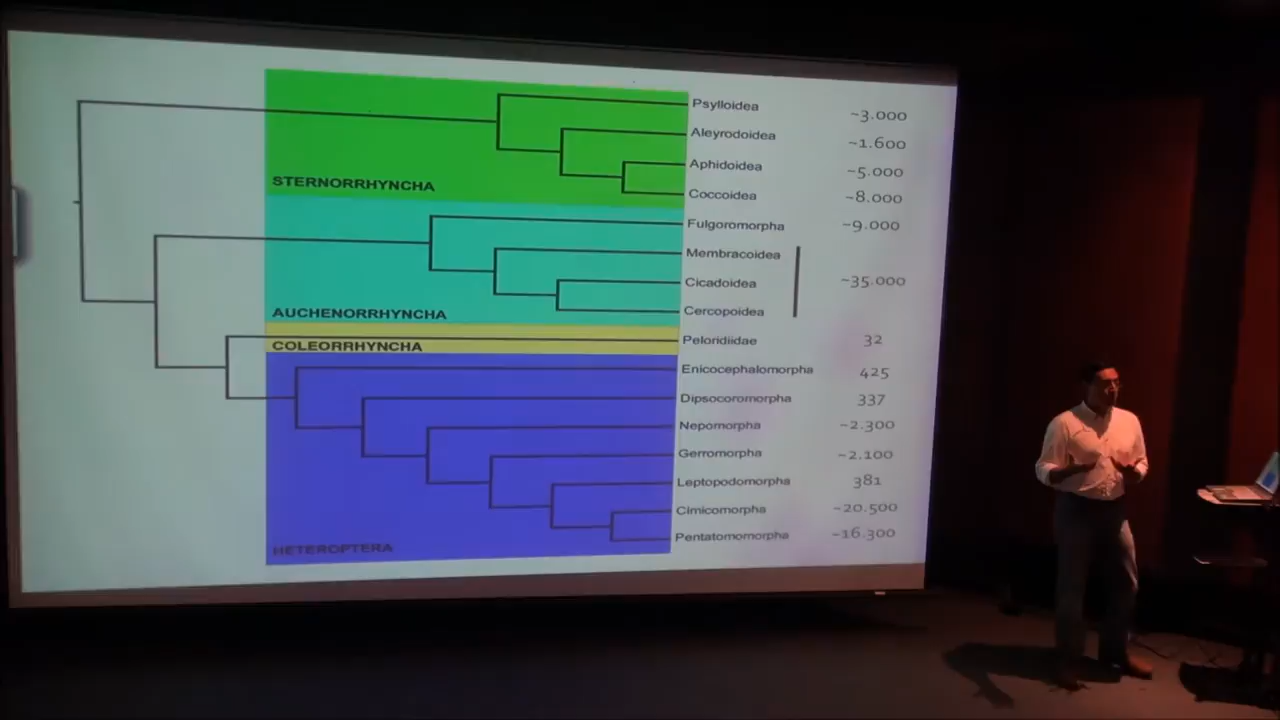 Psylloidea ~3.000
Aleyrodoidea ~1.600
Aphidoidea ~5.000
STERNORRHYNCHA
Coccoidea ~8.000
Fulgoromorpha ~9.000
Membracoidea
Cicadoidea ~35.000
AUCHENORRHYNCHA
Cercopoidea
COLEORRHYNCHA
Peloridiidae 32
Enicocephalomorpha 425
Dipsocoromorpha 337
Nepomorpha ~2.300
Gerromorpha ~2.100
Leptopodomorpha 381
Cimicomorpha ~20.500
Pentatomomorpha ~16.300
HETEROPTERA